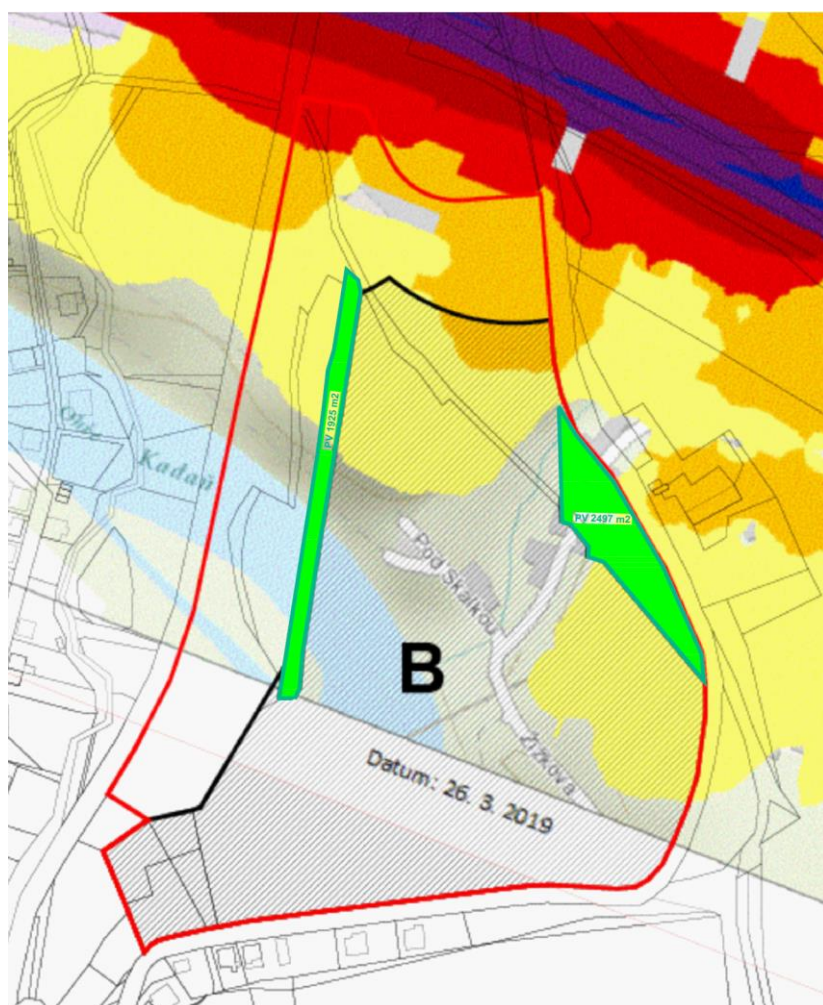 PV 1925 m2
Ohře
Kadaň
PV 2497 m2
Pod Skalkou
B
Žižkova
Datum: 26. 3. 2019